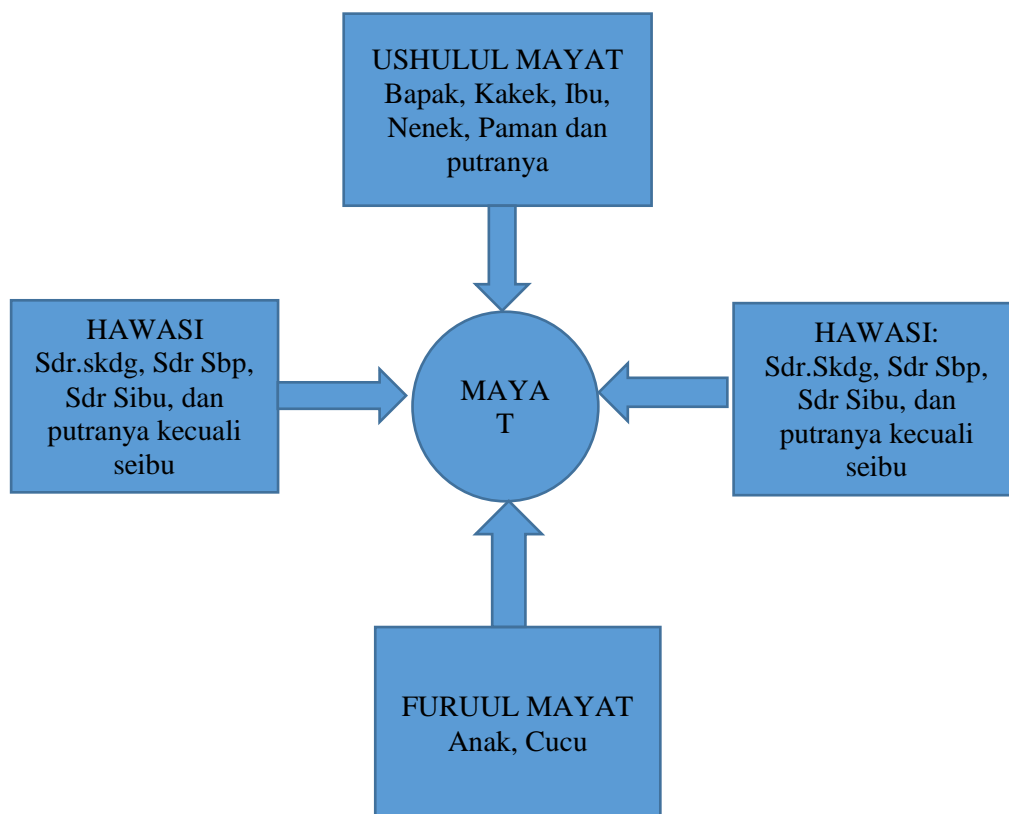 USHULUL MAYAT
Bapak, Kakek, Ibu,
Nenek, Paman dan
putranya
HAWASI
Sdr.skdg, Sdr Sbp,
Sdr Sibu, dan
putranya kecuali
seibu
MAYA
T
HAWASI:
Sdr.Skdg, Sdr Sbp,
Sdr Sibu, dan
putranya kecuali
seibu
FURUUL MAYAT
Anak, Cucu